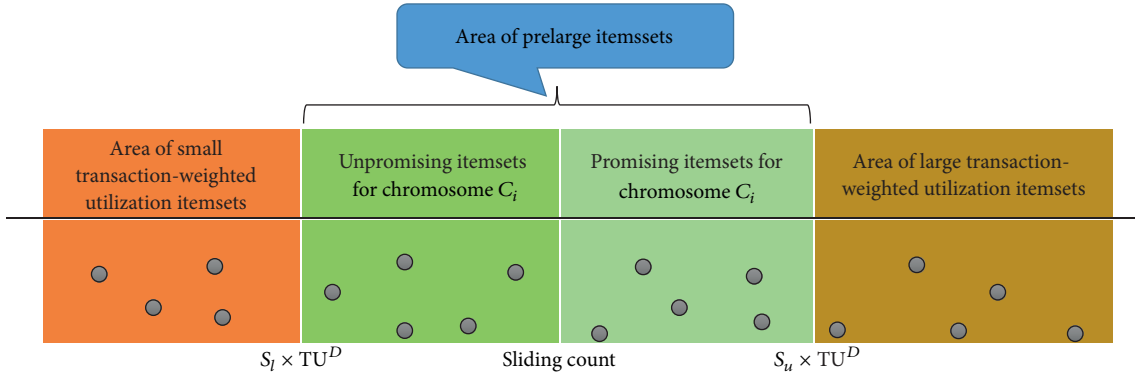 Area of prelarge itemssets
Area of small
transaction-weighted
utilization itemsets
Unpromising itemsets
for chromosome C_i
Promising itemsets for
chromosome C_i
Area of large transaction-
weighted utilization itemsets
S_l × TU^D
Sliding count
S_u × TU^D